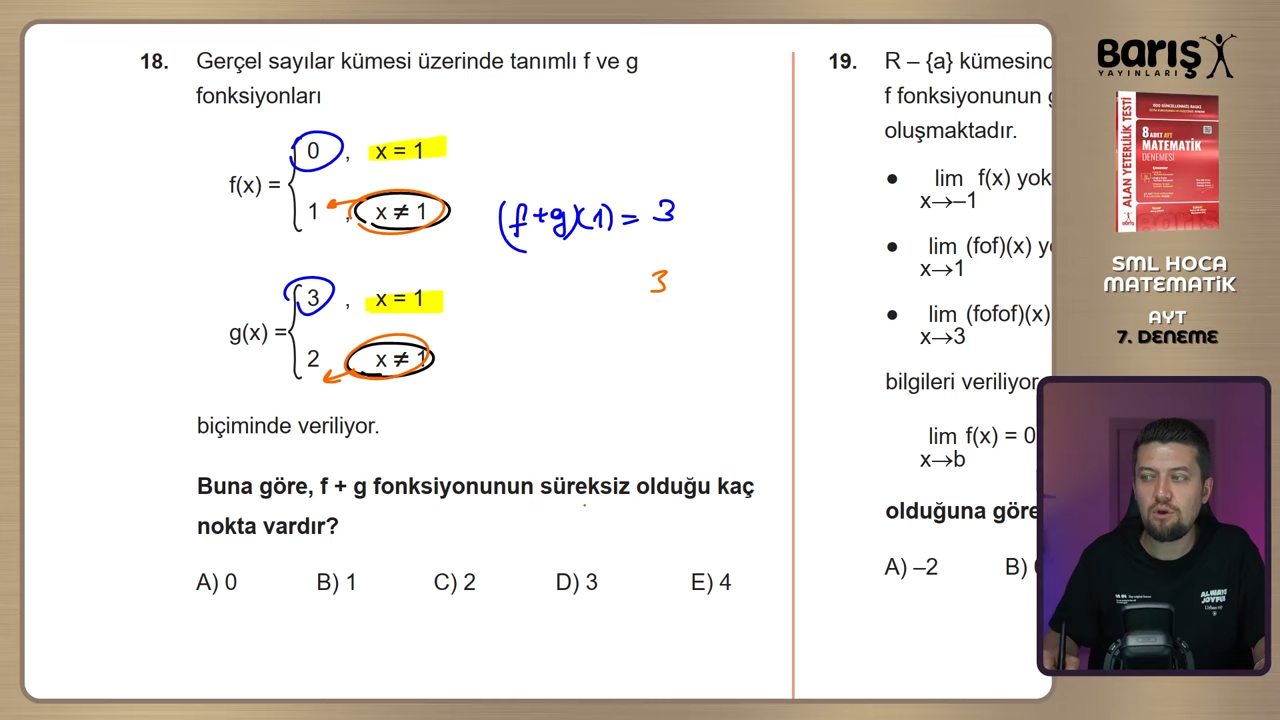 18. Gerçel sayılar kümesi üzerinde tanımlı f ve g
fonksiyonları
0 , x = 1
f(x) =
1 , x ≠ 1
(f+g)(1) = 3
3
3 , x = 1
g(x) =
2 x ≠ 1
biçiminde veriliyor.
Buna göre, f + g fonksiyonunun süreksiz olduğu kaç
nokta vardır?
A) 0 B) 1 C) 2 D) 3 E) 4
19. R – {a} kümesinde
f fonksiyonunun
oluşmaktadır.
● lim f(x) yok
x→–1
● lim (fof)(x)
x→1
● lim (fofof)(x)
x→3
bilgileri veriliyor
lim f(x) = 0
x→b
olduğuna göre
A) –2 B)
BARIŞ
YAYINLARI
ALAN YETERLİLİK TESTİ
8 ADET AYT
MATEMATİK
DENEMESİ
SML HOCA
MATEMATİK
AYT
7. DENEME